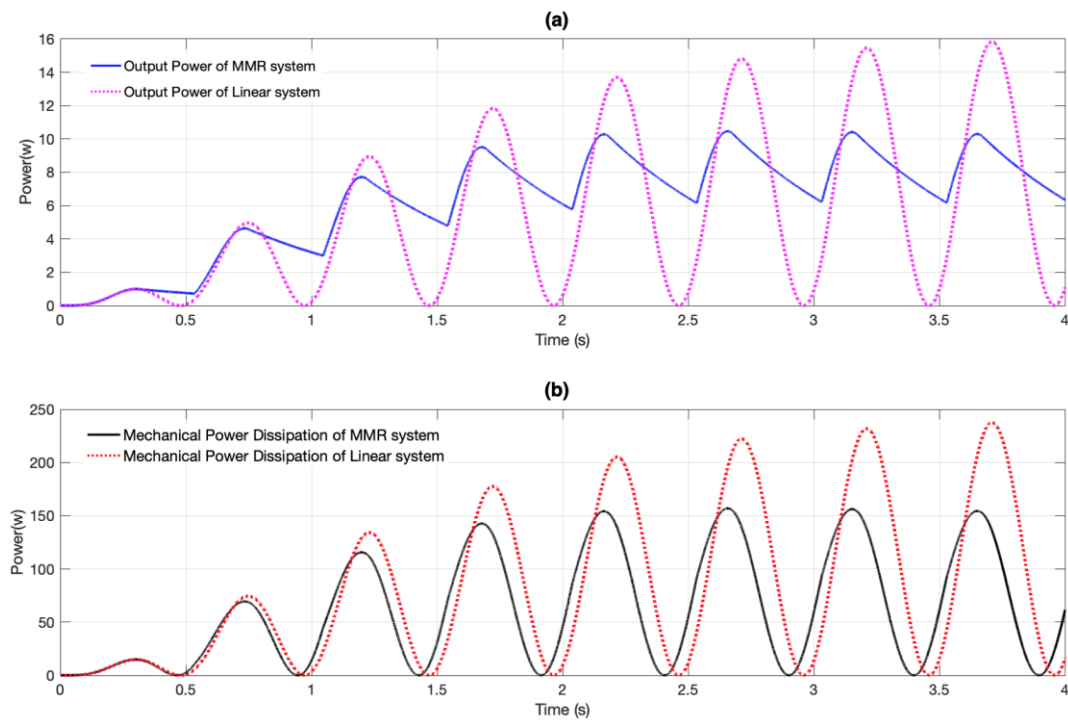 (a)
16
14
12
10
8
6
4
2
0
Power(w)
Output Power of MMR system
Output Power of Linear system
0 0.5 1 1.5 2 2.5 3 3.5 4
Time (s)
(b)
250
200
150
100
50
0
Power(w)
Mechanical Power Dissipation of MMR system
Mechanical Power Dissipation of Linear system
0 0.5 1 1.5 2 2.5 3 3.5 4
Time (s)